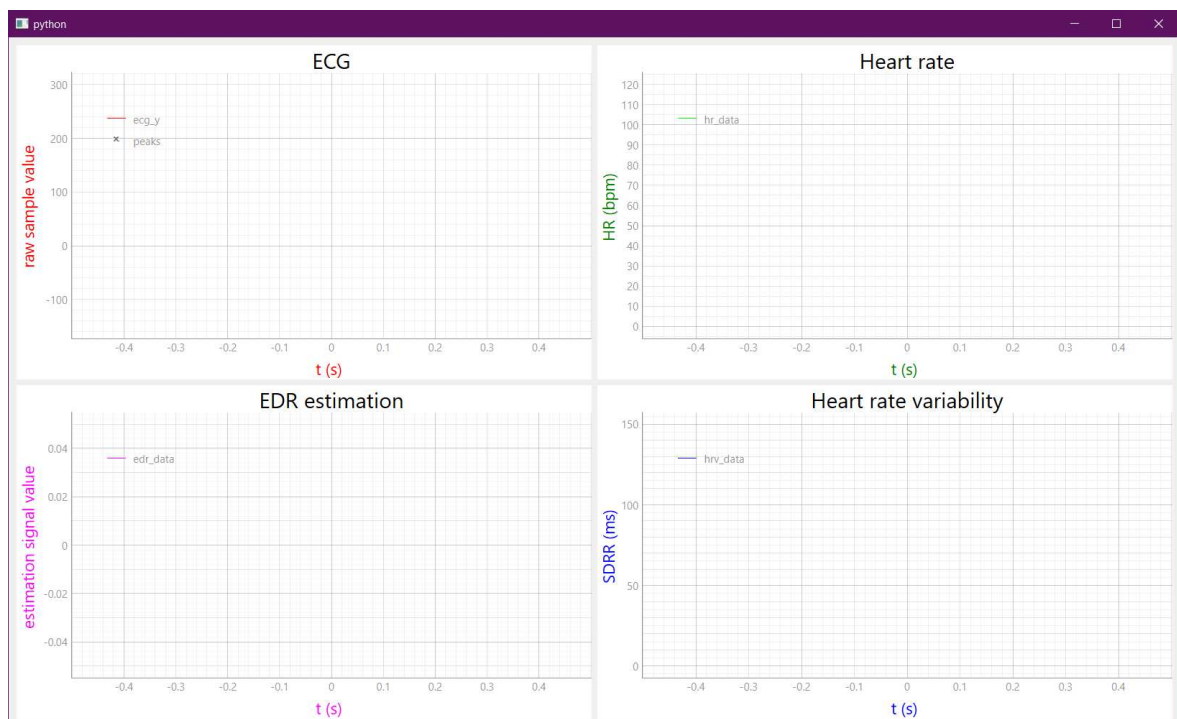 python
ECG
300
200
100
0
-100
ecg_y
peaks
raw sample value
-0.4 -0.3 -0.2 -0.1 0 0.1 0.2 0.3 0.4
t (s)
Heart rate
120
110
100
90
80
70
60
50
40
30
20
10
0
hr_data
HR (bpm)
-0.4 -0.3 -0.2 -0.1 0 0.1 0.2 0.3 0.4
t (s)
EDR estimation
0.04
0.02
0
-0.02
-0.04
edr_data
estimation signal value
-0.4 -0.3 -0.2 -0.1 0 0.1 0.2 0.3 0.4
t (s)
Heart rate variability
150
100
50
0
hrv_data
SDRR (ms)
-0.4 -0.3 -0.2 -0.1 0 0.1 0.2 0.3 0.4
t (s)